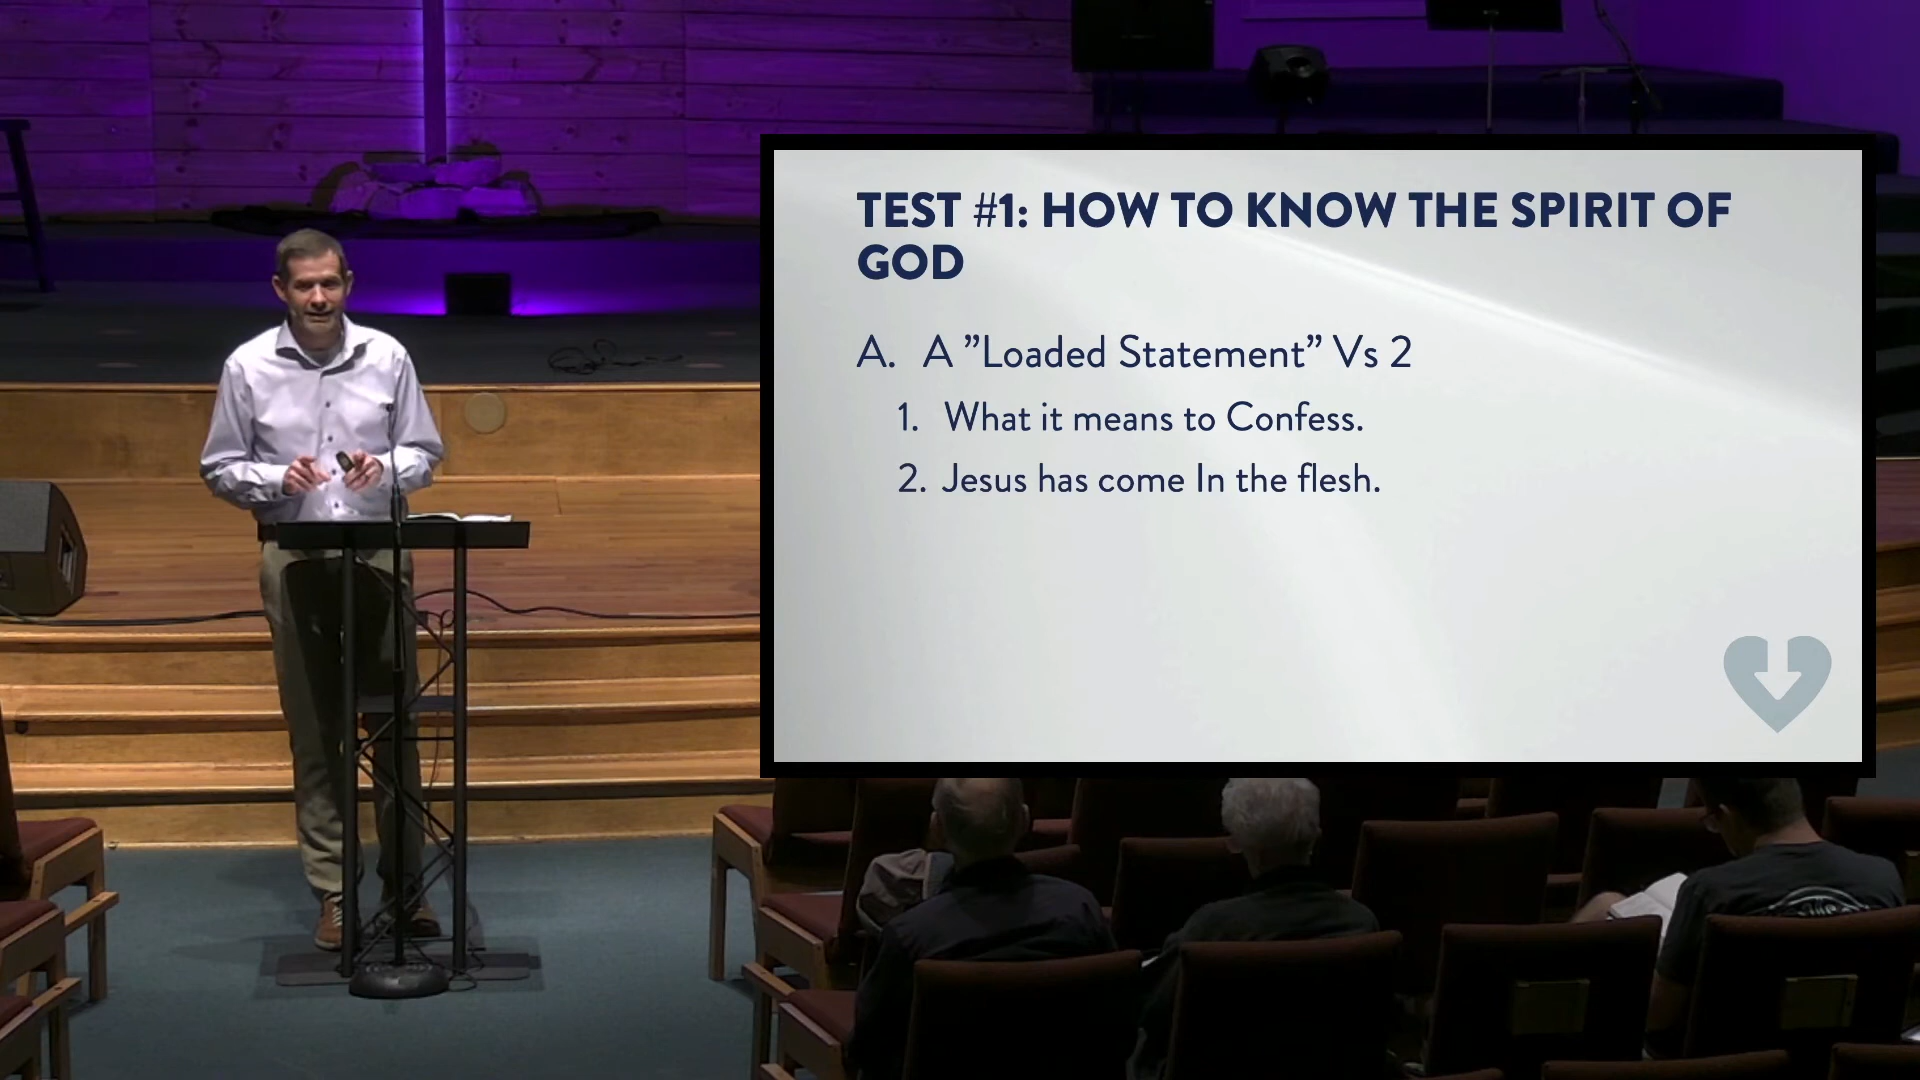 TEST #1: HOW TO KNOW THE SPIRIT OF
GOD
A. A ”Loaded Statement” Vs 2
1. What it means to Confess.
2. Jesus has come In the flesh.